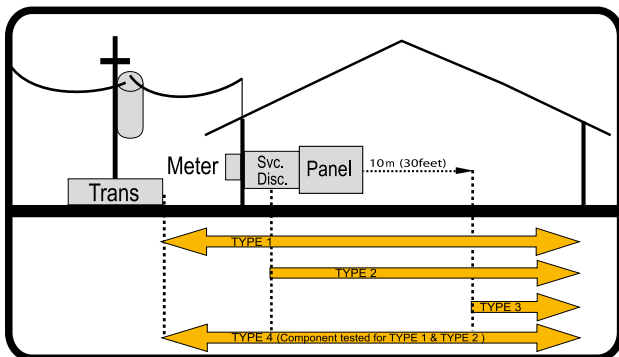 Meter
Svc.
Disc.
Panel
10m (30feet)
Trans
TYPE 1
TYPE 2
TYPE 3
TYPE 4 (Component tested for TYPE 1 & TYPE 2 )